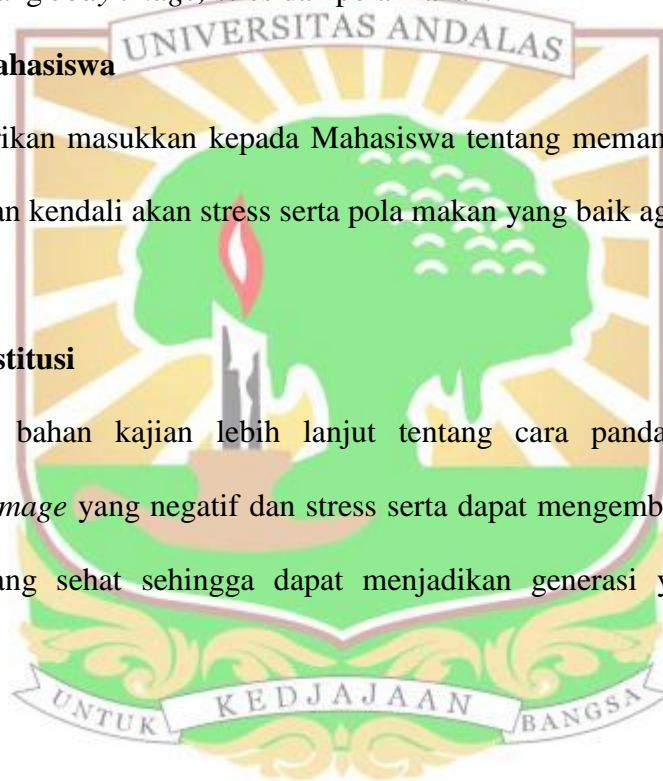 UNIVERSITAS ANDALAS
ahasiswa
rikan masukkan kepada Mahasiswa tentang meman
an kendali akan stress serta pola makan yang baik ag
stitusi
bahan kajian lebih lanjut tentang cara panda
mage yang negatif dan stress serta dapat mengemb
ang sehat sehingga dapat menjadikan generasi y
UNTUK KEDJAJAAN BANGSA